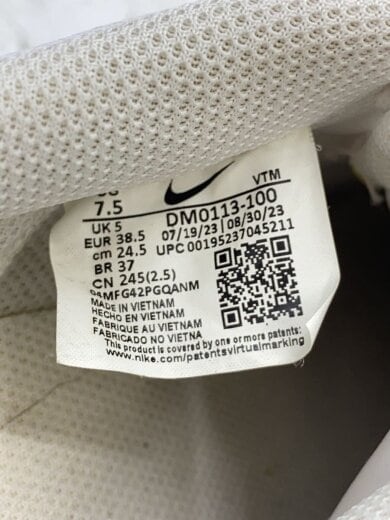 7.5
VTM
UK 5
DM0113-100
EUR 38.5
07/19/23 | 08/30/23
cm 24.5
UPC 00195237045211
BR 37
CN 245(2.5)
MADE IN VIETNAM
HECHO EN VIETNAM
FABRIQUE AU VIETNAM
FABRICADO NO VIETNA
This product is covered by one or more patents:
www.nike.com/patentsvirtualmarking